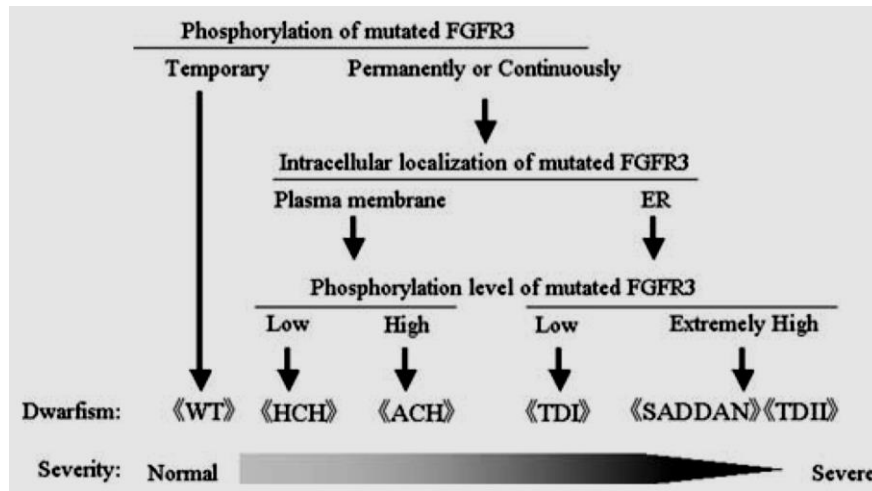 Phosphorylation of mutated FGFR3
Temporary Permanently or Continuously
Intracellular localization of mutated FGFR3
Plasma membrane ER
Phosphorylation level of mutated FGFR3
Low High Low Extremely High
Dwarfism: 《WT》 《HCH》 《ACH》 《TDI》 《SADDAN》《TDII》
Severity: Normal Severe